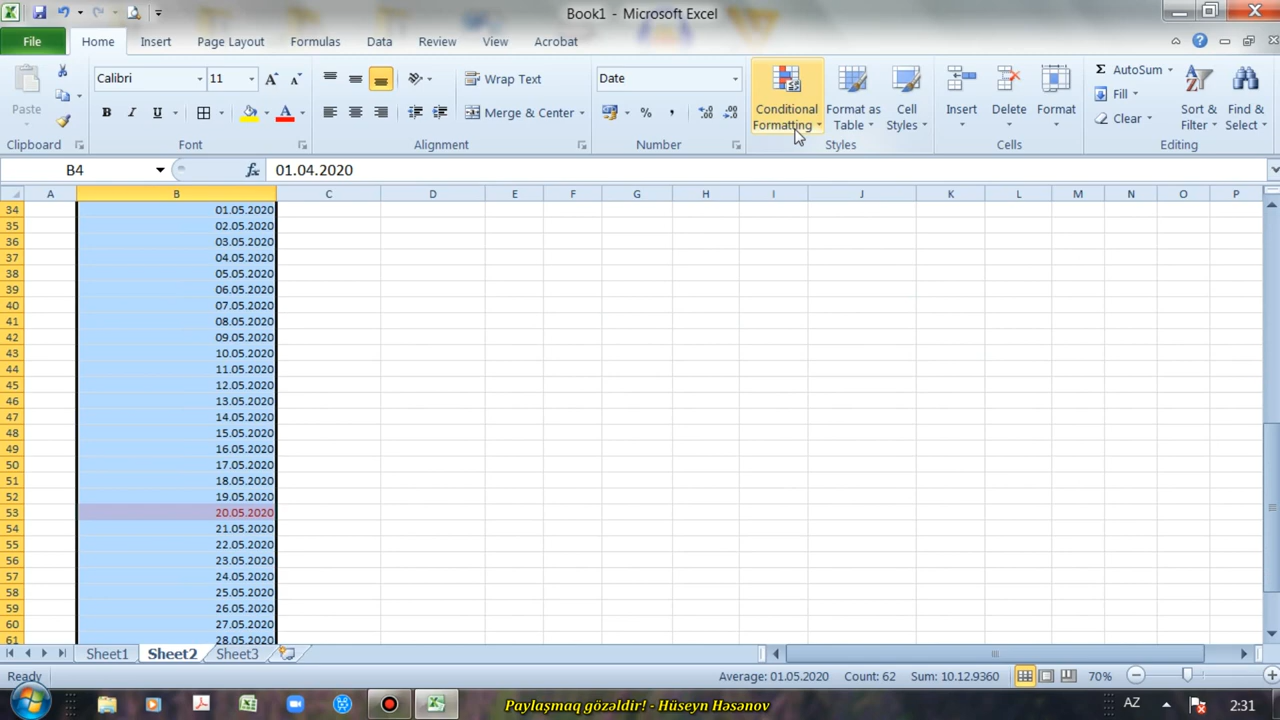 Book1 - Microsoft Excel
File Home Insert Page Layout Formulas Data Review View Acrobat
Paste
Clipboard
Calibri 11
B I U A A A
Font
Wrap Text
Merge & Center
Alignment
Date
% ,
Number
Conditional Formatting
Format as Table
Cell Styles
Styles
Insert Delete Format
Cells
Σ AutoSum
Fill
Clear
Sort & Filter
Find & Select
Editing
B4 fx 01.04.2020
A B C D E F G H I J K L M N O P
34 01.05.2020
35 02.05.2020
36 03.05.2020
37 04.05.2020
38 05.05.2020
39 06.05.2020
40 07.05.2020
41 08.05.2020
42 09.05.2020
43 10.05.2020
44 11.05.2020
45 12.05.2020
46 13.05.2020
47 14.05.2020
48 15.05.2020
49 16.05.2020
50 17.05.2020
51 18.05.2020
52 19.05.2020
53 20.05.2020
54 21.05.2020
55 22.05.2020
56 23.05.2020
57 24.05.2020
58 25.05.2020
59 26.05.2020
60 27.05.2020
61 28.05.2020
Sheet1 Sheet2 Sheet3
Ready Average: 01.05.2020 Count: 62 Sum: 10.12.9360 70%
Paylaşmaq gözəldir! - Hüseyn Həsənov
AZ 2:31